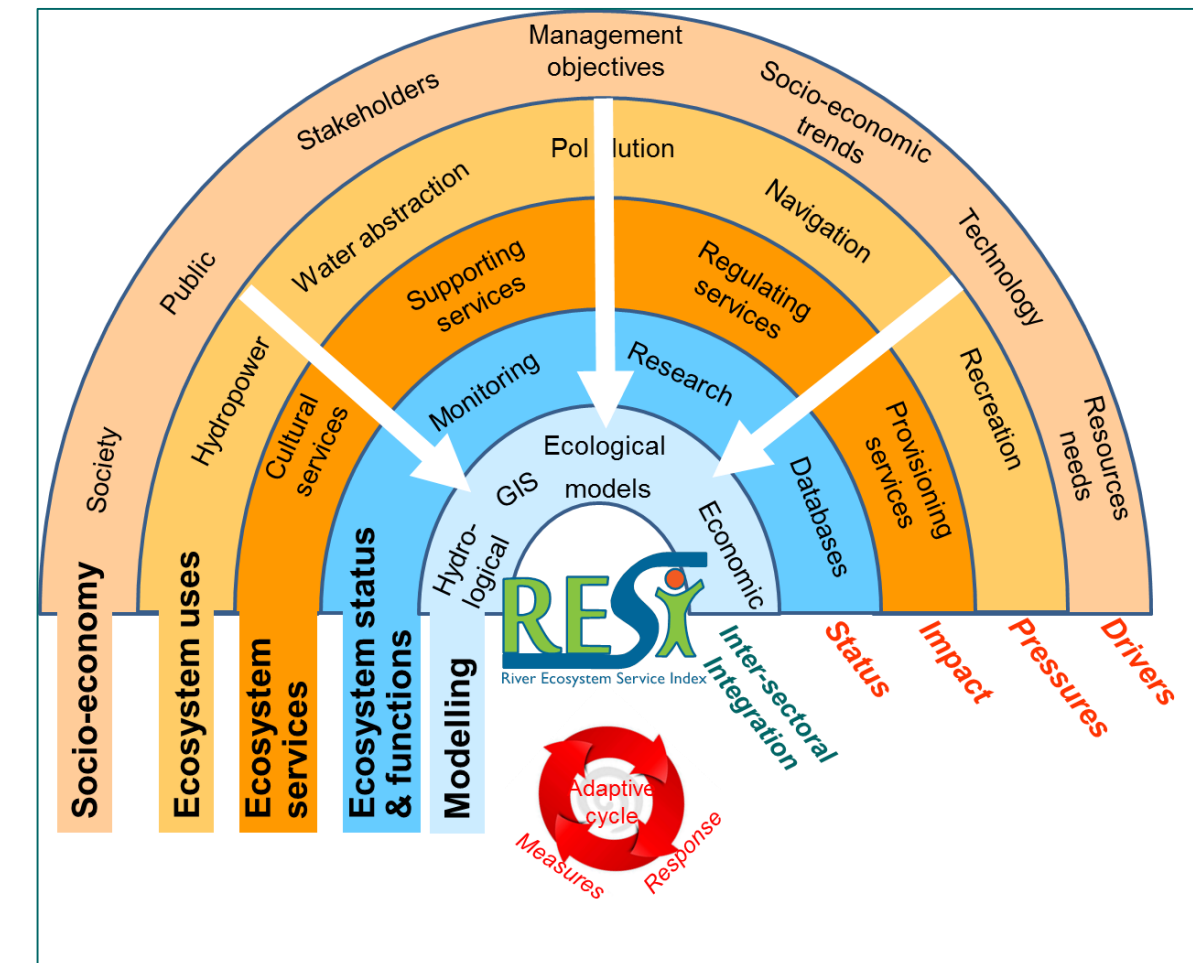 Management
objectives
Stakeholders
Socio-economic
trends
Public
Technology
Society
Resources
needs
Pollution
Water abstraction
Navigation
Hydropower
Recreation
Supporting
services
Regulating
services
Cultural
services
Provisioning
services
Monitoring
Research
Databases
Ecological
models
GIS
Hydro-
logical
Economic
RESI
River Ecosystem Service Index
Socio-economy
Ecosystem uses
Ecosystem
services
Ecosystem status
& functions
Modelling
Inter-sectoral
Integration
Status
Impact
Pressures
Drivers
Adaptive
cycle
Measures
Response